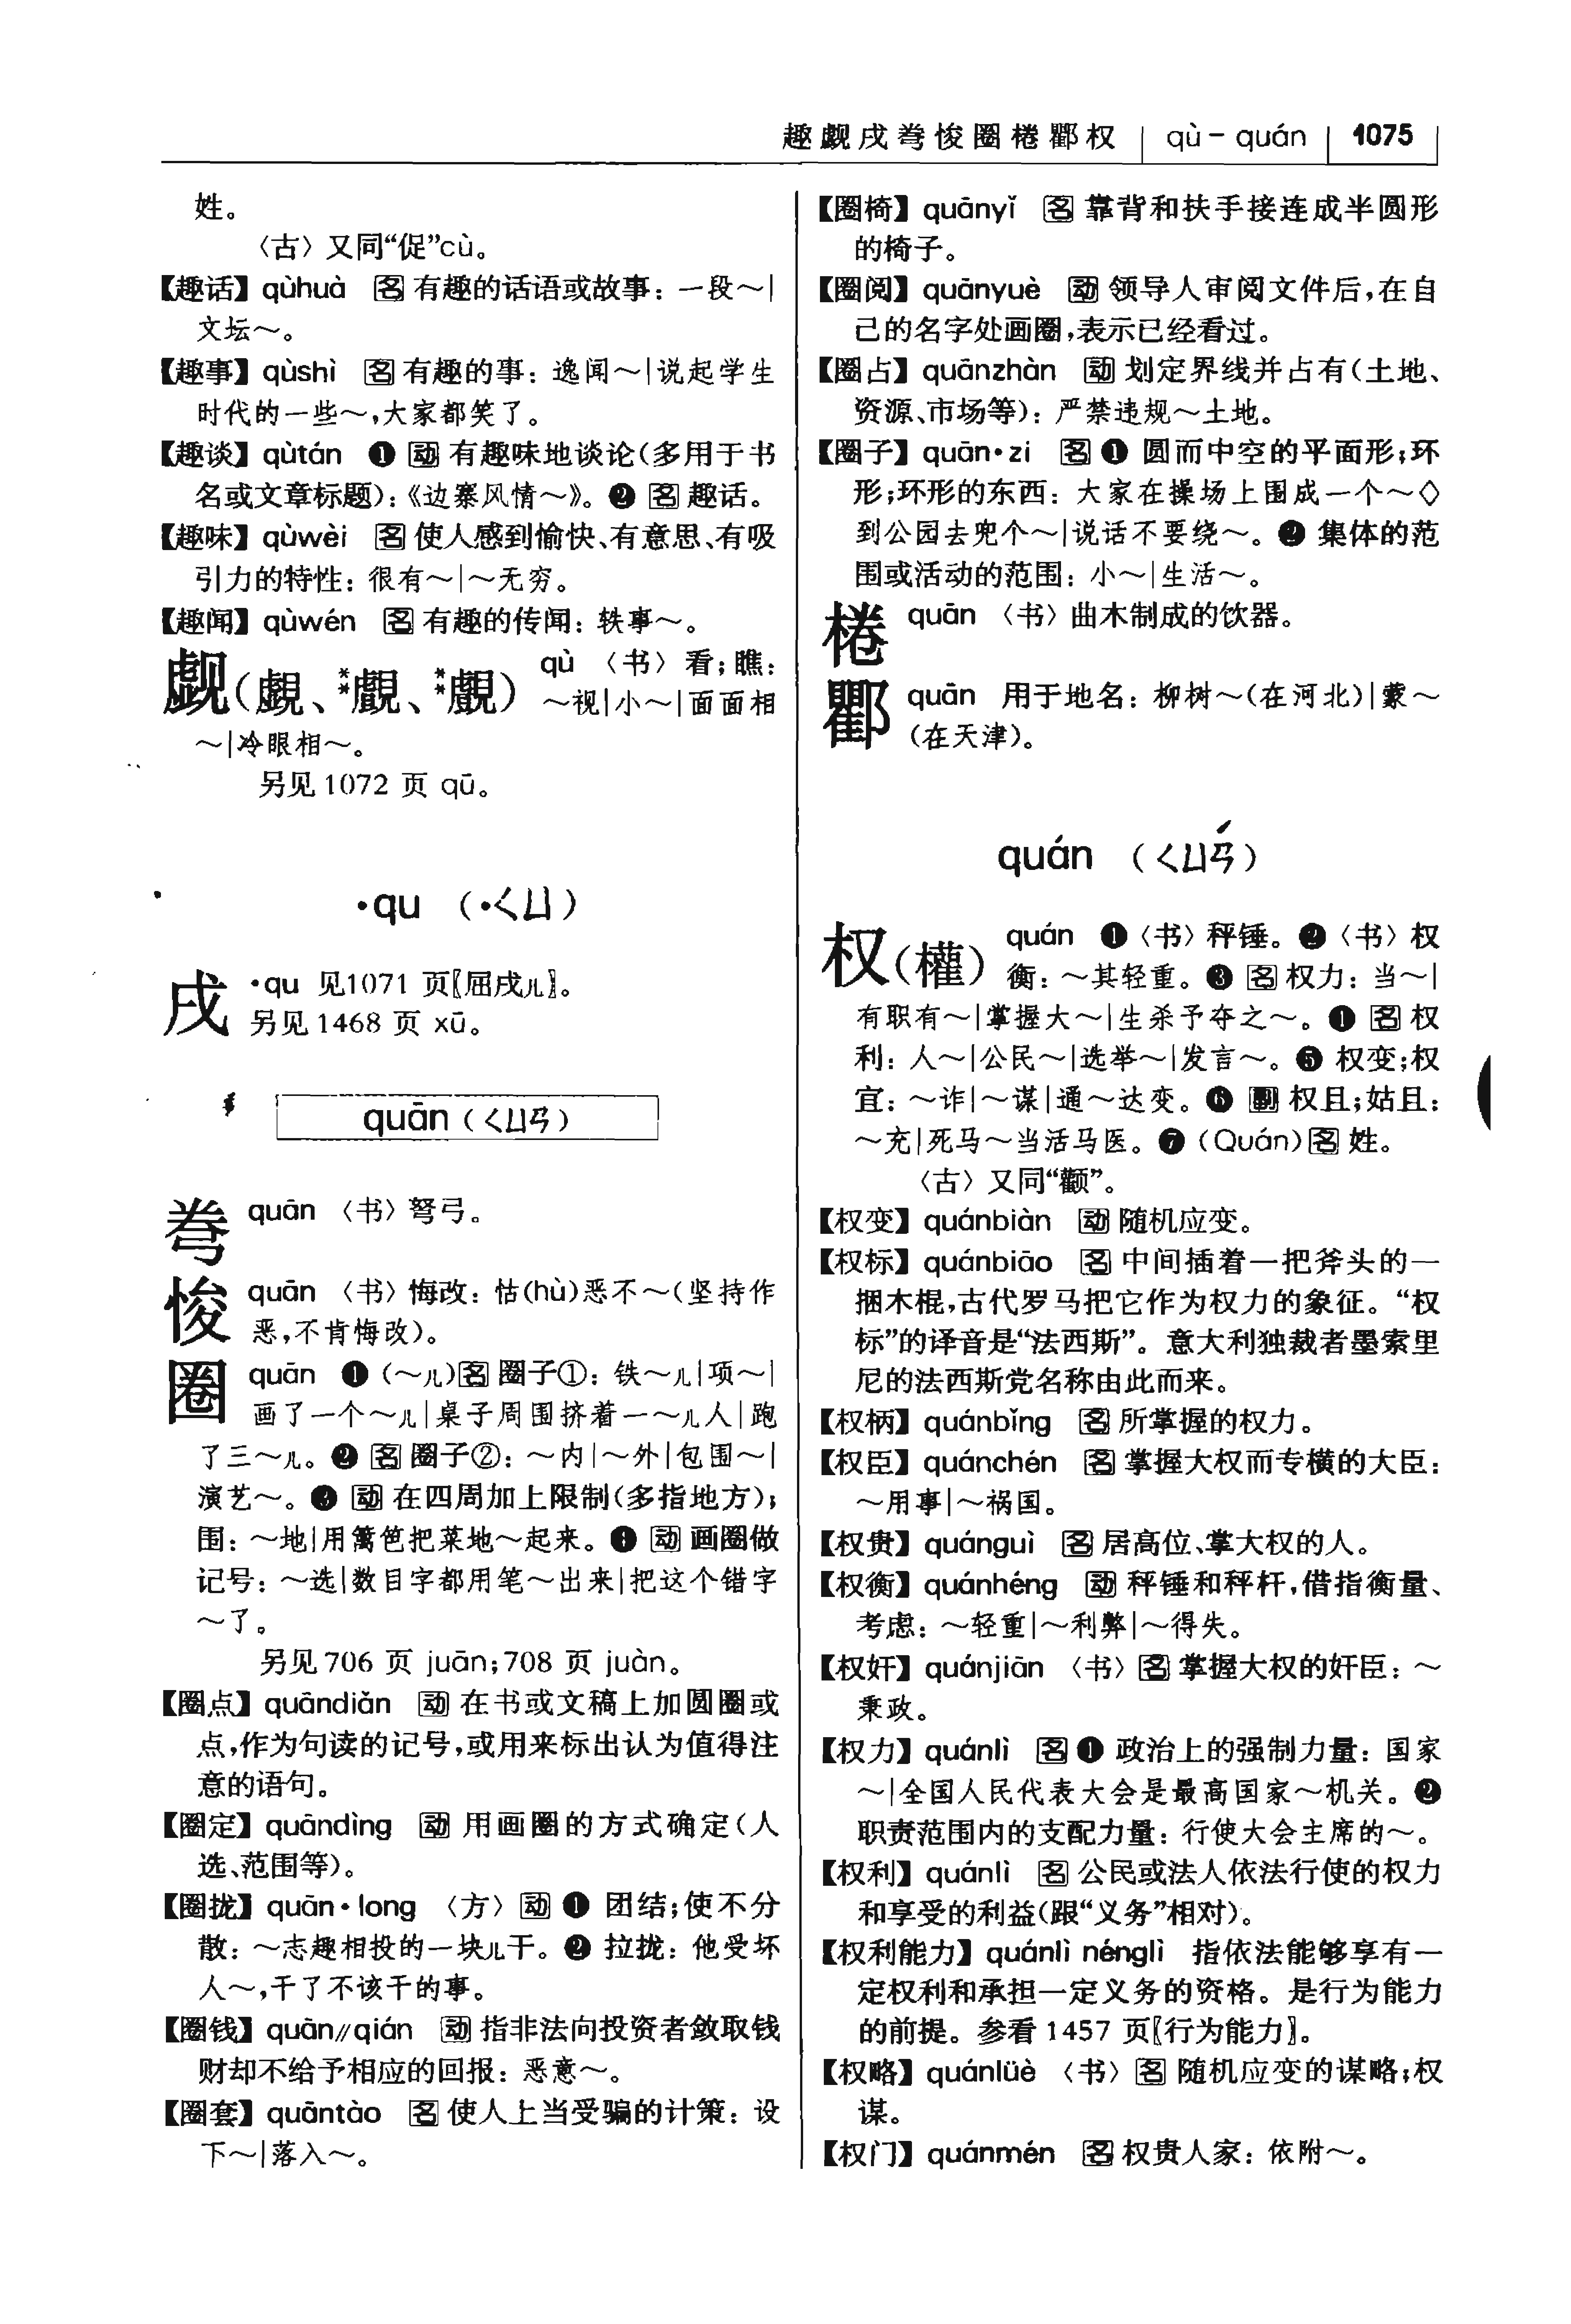 趣觑戌弮悛圈棬酄权 qù – quán 1075
姓。
〈古〉又同“促”cù。
【趣话】qùhuà 名 有趣的话语或故事：一段～|
文坛～。
【趣事】qùshì 名 有趣的事：逸闻～|说起学生
时代的一些～，大家都笑了。
【趣谈】qùtán ❶ 动 有趣味地谈论（多用于书
名或文章标题）：《边寨风情～》。❷ 名 趣话。
【趣味】qùwèi 名 使人感到愉快、有意思、有吸
引力的特性：很有～|～无穷。
【趣闻】qùwén 名 有趣的传闻：轶事～。
觑（覷、**覰、**覻） qù 〈书〉看；瞧：
～视|小～|面面相
～|冷眼相～。
另见 1072 页 qū。
·qu （·ㄑㄩ）
戌 ·qu 见1071 页〖屈戌儿〗。
另见 1468 页 xū。
quān（ㄑㄩㄢ）
弮 quān 〈书〉弩弓。
悛 quān 〈书〉悔改：怙(hù)恶不～（坚持作
恶，不肯悔改）。
圈 quān ❶（～儿）名 圈子①：铁～儿|项～|
画了一个～儿|桌子周围挤着一～儿人|跑
了三～儿。❷ 名 圈子②：～内|～外|包围～|
演艺～。❸ 动 在四周加上限制（多指地方）；
围：～地|用篱笆把菜地～起来。❹ 动 画圈做
记号：～选|数目字都用笔～出来|把这个错字
～了。
另见 706 页 juān；708 页 juàn。
【圈点】quāndiǎn 动 在书或文稿上加圆圈或
点，作为句读的记号，或用来标出认为值得注
意的语句。
【圈定】quāndìng 动 用画圈的方式确定（人
选、范围等）。
【圈拢】quān·long 〈方〉动 ❶ 团结；使不分
散：～志趣相投的一块儿干。❷ 拉拢：他受坏
人～，干了不该干的事。
【圈钱】quān//qián 动 指非法向投资者敛取钱
财却不给予相应的回报：恶意～。
【圈套】quāntào 名 使人上当受骗的计策：设
下～|落入～。
【圈椅】quānyǐ 名 靠背和扶手接连成半圆形
的椅子。
【圈阅】quānyuè 动 领导人审阅文件后，在自
己的名字处画圈，表示已经看过。
【圈占】quānzhàn 动 划定界线并占有（土地、
资源、市场等）：严禁违规～土地。
【圈子】quān·zi 名 ❶ 圆而中空的平面形；环
形；环形的东西：大家在操场上围成一个～◇
到公园去兜个～|说话不要绕～。❷ 集体的范
围或活动的范围：小～|生活～。
棬 quān 〈书〉曲木制成的饮器。
酄 quān 用于地名：柳树～（在河北）|蒙～
（在天津）。
quán （ㄑㄩㄢˊ）
权（權） quán ❶〈书〉秤锤。❷〈书〉权
衡：～其轻重。❸ 名 权力：当～|
有职有～|掌握大～|生杀予夺之～。❹ 名 权
利：人～|公民～|选举～|发言～。❺ 权变；权
宜：～诈|～谋|通～达变。❻ 副 权且；姑且：
～充|死马～当活马医。❼（Quán）名 姓。
〈古〉又同“颧”。
【权变】quánbiàn 动 随机应变。
【权标】quánbiāo 名 中间插着一把斧头的一
捆木棍，古代罗马把它作为权力的象征。“权
标”的译音是“法西斯”。意大利独裁者墨索里
尼的法西斯党名称由此而来。
【权柄】quánbǐng 名 所掌握的权力。
【权臣】quánchén 名 掌握大权而专横的大臣：
～用事|～祸国。
【权贵】quánguì 名 居高位、掌大权的人。
【权衡】quánhéng 动 秤锤和秤杆，借指衡量、
考虑：～轻重|～利弊|～得失。
【权奸】quánjiān 〈书〉名 掌握大权的奸臣：～
秉政。
【权力】quánlì 名 ❶ 政治上的强制力量：国家
～|全国人民代表大会是最高国家～机关。❷
职责范围内的支配力量：行使大会主席的～。
【权利】quánlì 名 公民或法人依法行使的权力
和享受的利益（跟“义务”相对）。
【权利能力】quánlì nénglì 指依法能够享有一
定权利和承担一定义务的资格。是行为能力
的前提。参看 1457 页〖行为能力〗。
【权略】quánlüè 〈书〉名 随机应变的谋略；权
谋。
【权门】quánmén 名 权贵人家：依附～。